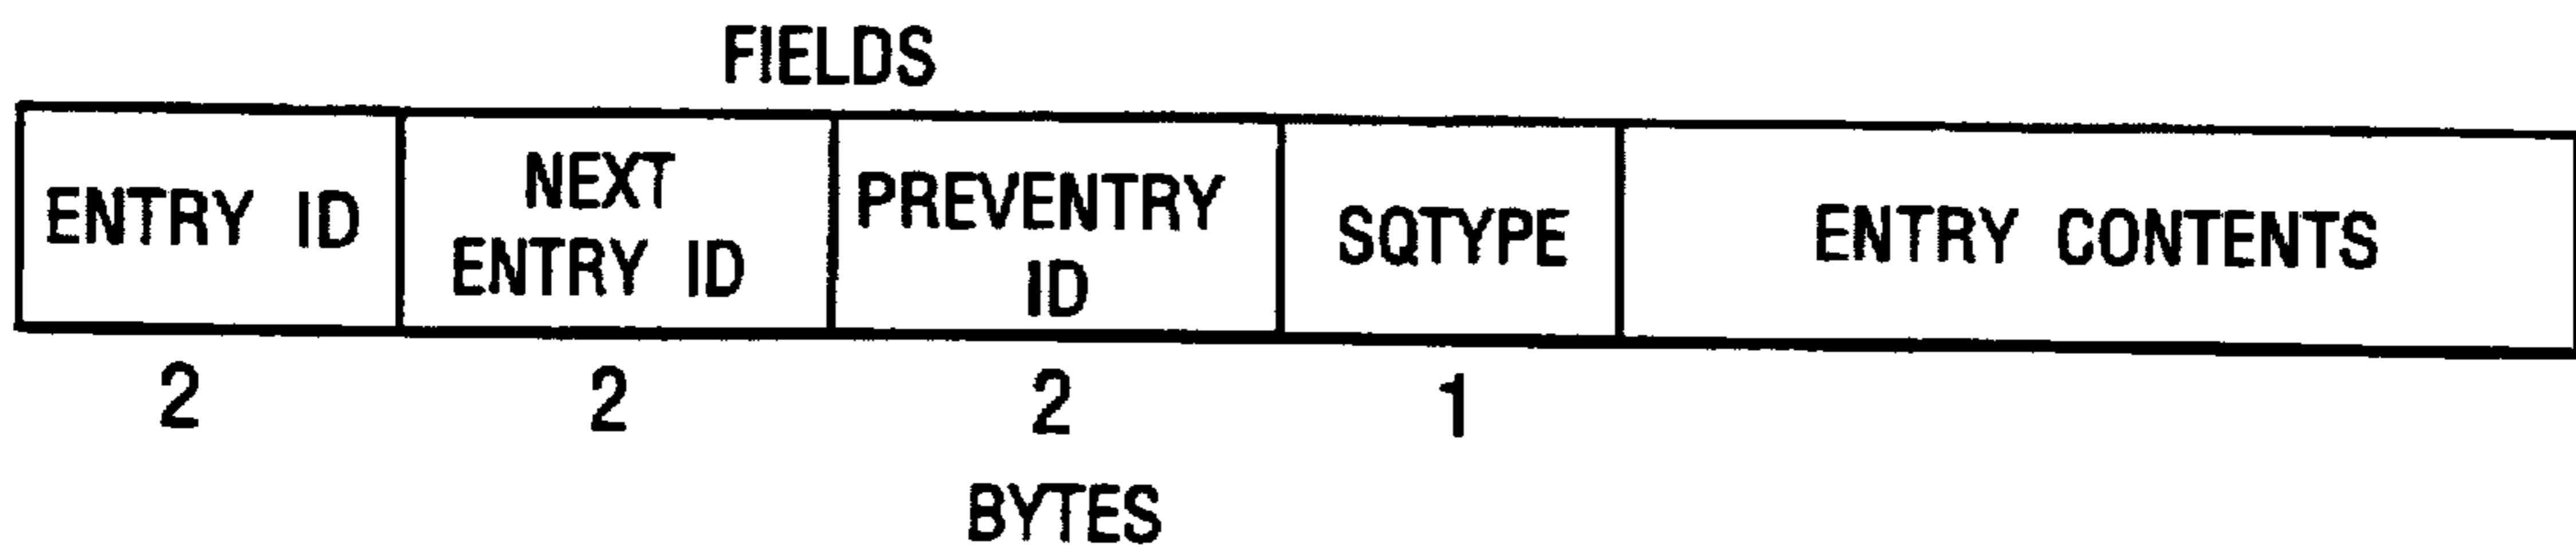 FIELDS
ENTRY ID
NEXT
ENTRY ID
PREVENTRY
ID
SQTYPE
ENTRY CONTENTS
2
2
2
1
BYTES